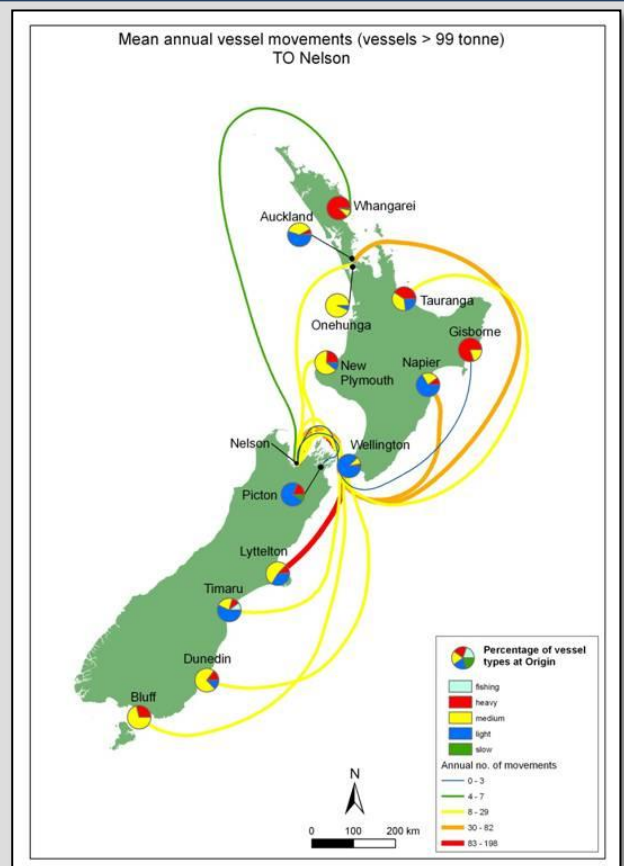 Mean annual vessel movements (vessels > 99 tonne)
TO Nelson
Whangarei
Auckland
Tauranga
Onehunga
Gisborne
New
Plymouth
Napier
Nelson
Wellington
Picton
Lyttelton
Timaru
Dunedin
Bluff
Percentage of vessel
types at Origin
fishing
heavy
medium
light
slow
Annual no. of movements
0 - 3
4 - 7
8 - 29
30 - 82
83 - 198
N
0 100 200 km